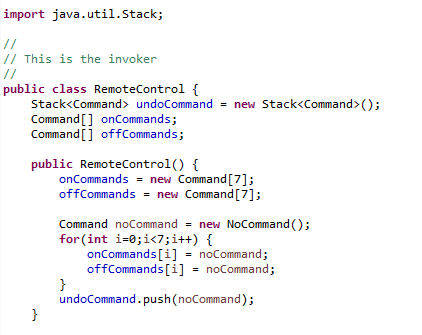 import java.util.Stack;
//
// This is the invoker
//
public class RemoteControl {
    Stack<Command> undoCommand = new Stack<Command>();
    Command[] onCommands;
    Command[] offCommands;

    public RemoteControl() {
        onCommands = new Command[7];
        offCommands = new Command[7];

        Command noCommand = new NoCommand();
        for(int i=0;i<7;i++) {
            onCommands[i] = noCommand;
            offCommands[i] = noCommand;
        }
        undoCommand.push(noCommand);
    }